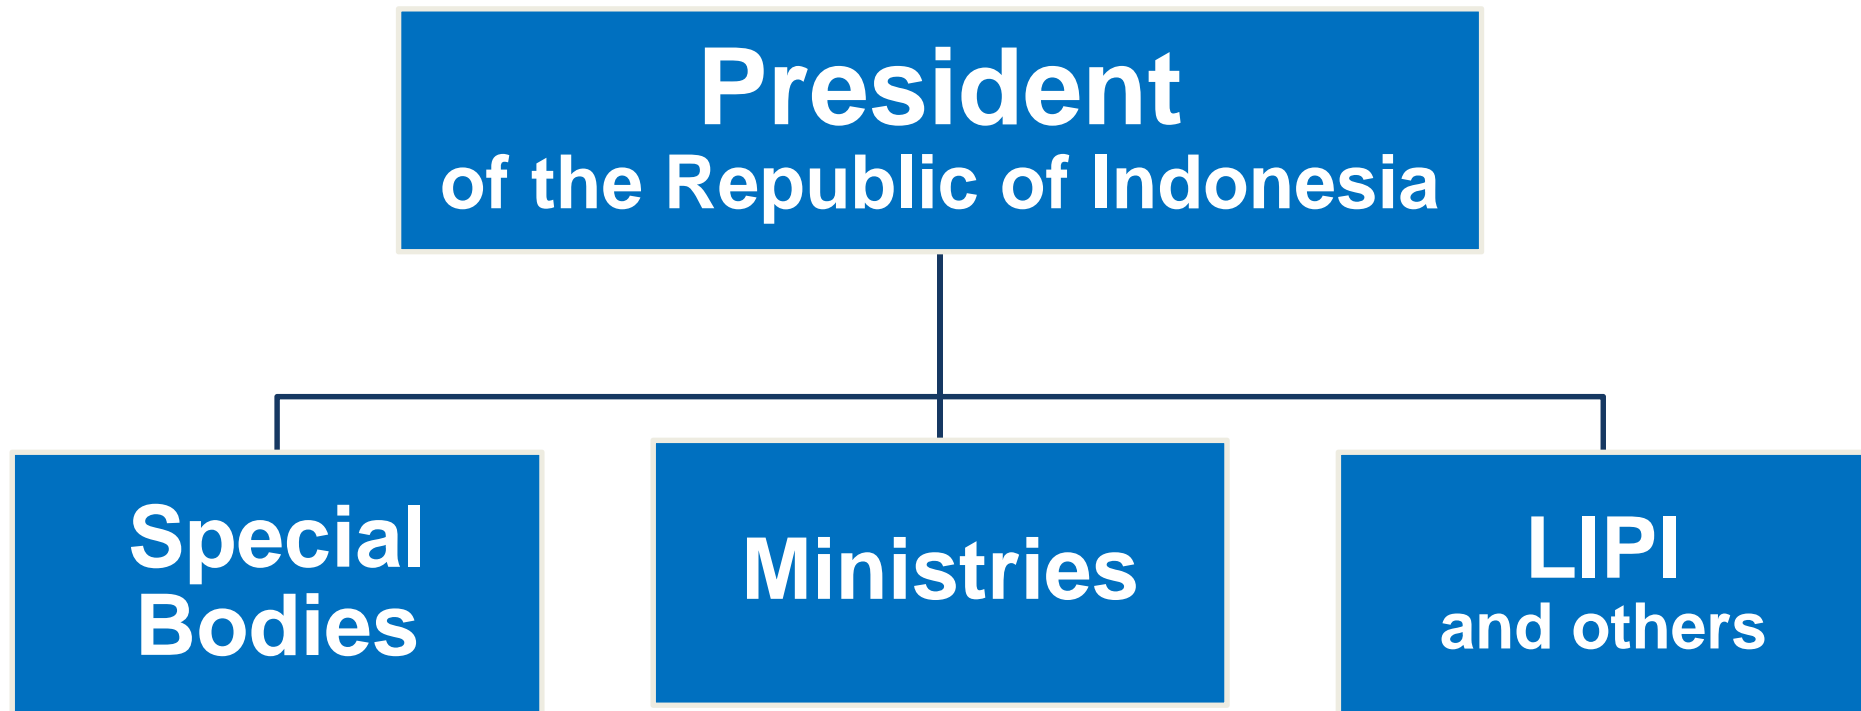 President
of the Republic of Indonesia
Special
Bodies
Ministries
LIPI
and others